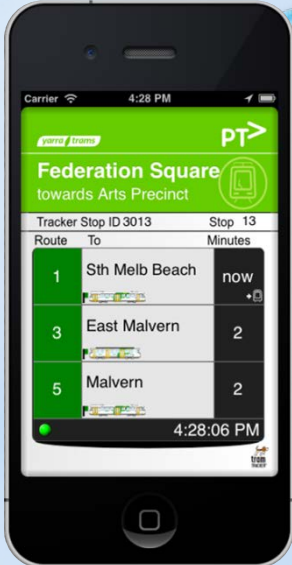 Carrier 4:28 PM
yarra trams PT>
Federation Square
towards Arts Precinct
Tracker Stop ID 3013 Stop 13
Route To Minutes
1 Sth Melb Beach now
3 East Malvern 2
5 Malvern 2
4:28:06 PM
tram
TRACKER